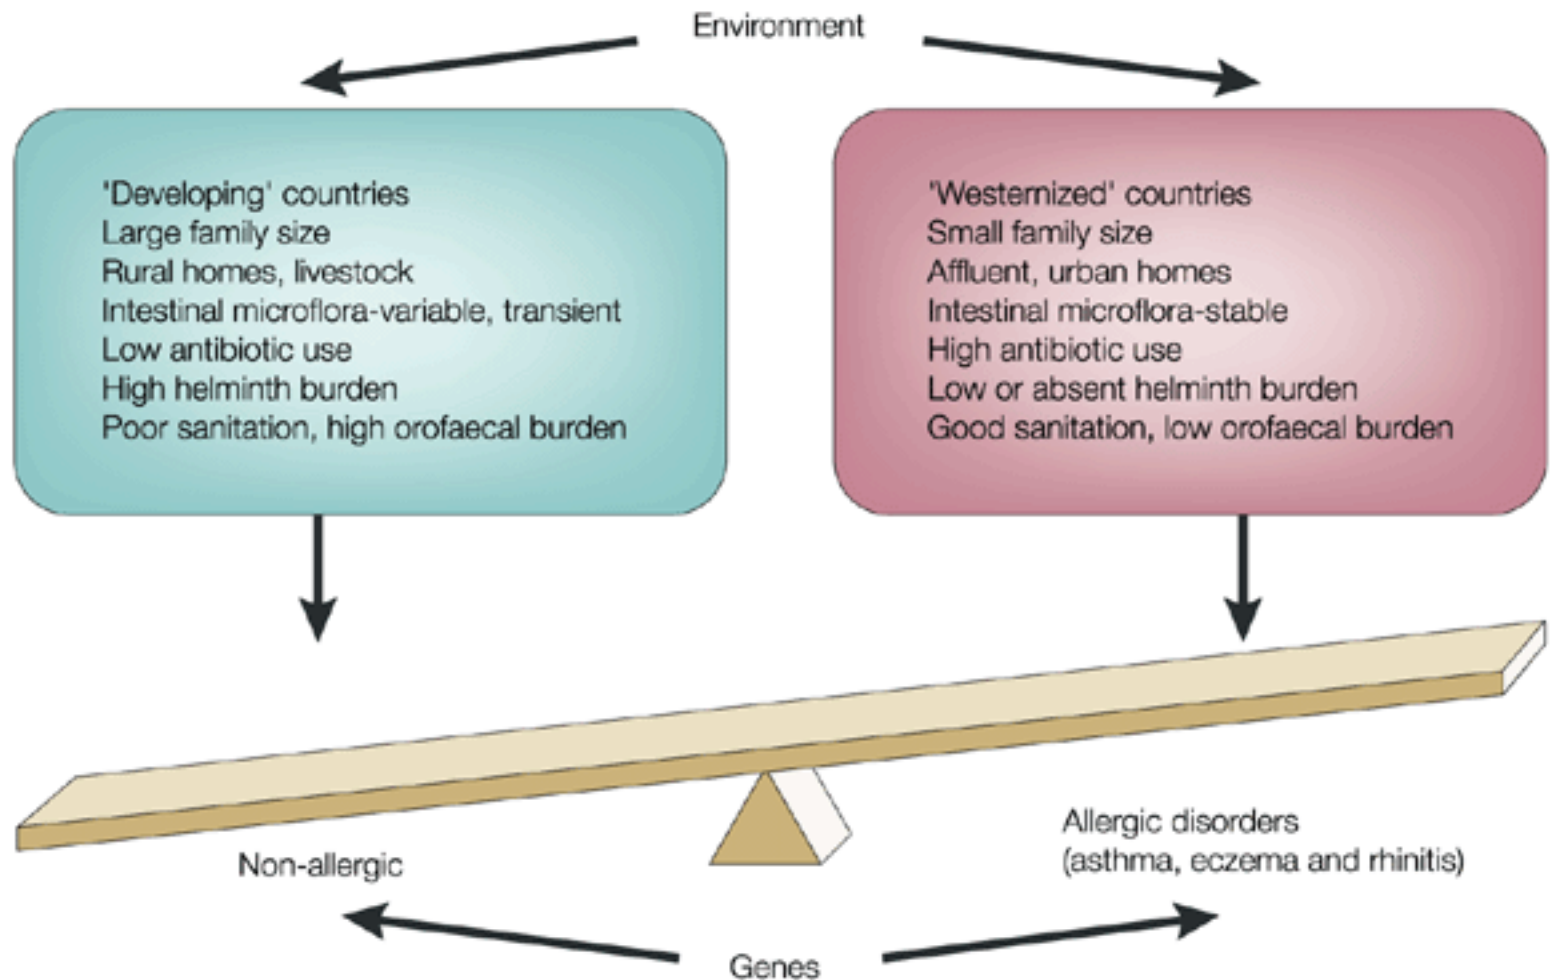 Environment
'Developing' countries
Large family size
Rural homes, livestock
Intestinal microflora-variable, transient
Low antibiotic use
High helminth burden
Poor sanitation, high orofaecal burden
'Westernized' countries
Small family size
Affluent, urban homes
Intestinal microflora-stable
High antibiotic use
Low or absent helminth burden
Good sanitation, low orofaecal burden
Non-allergic
Allergic disorders
(asthma, eczema and rhinitis)
Genes